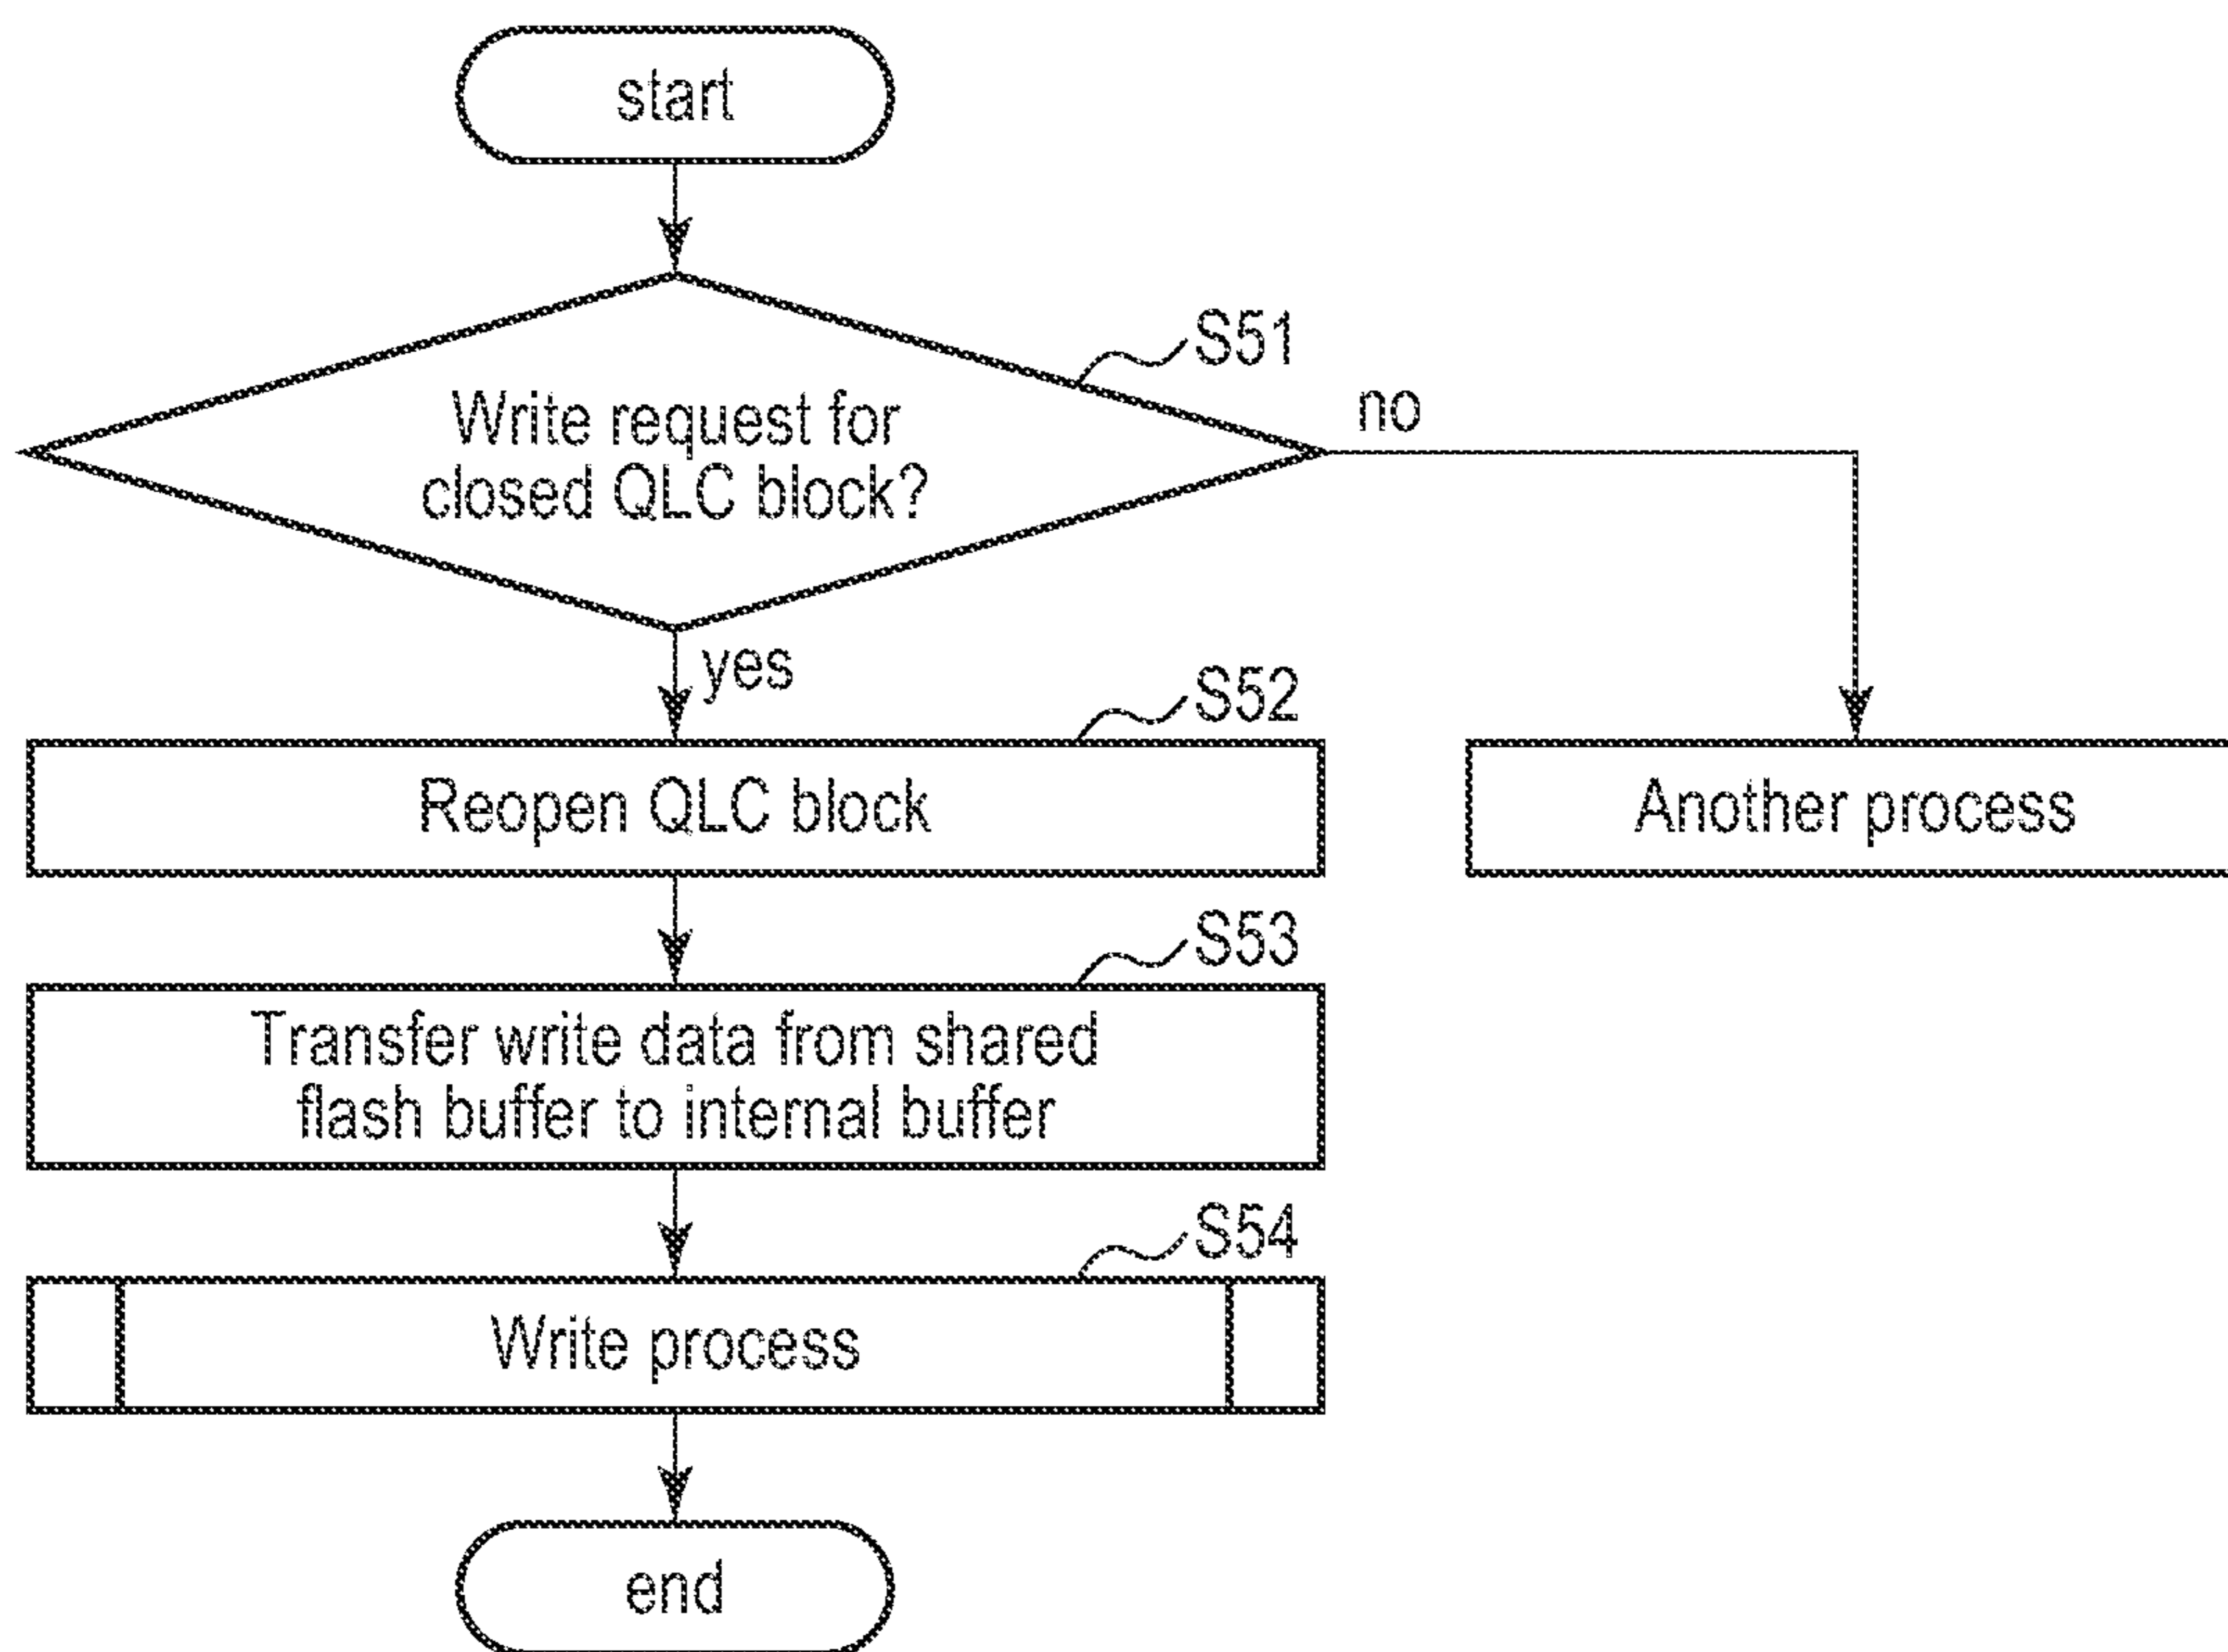 start
S51
Write request for
closed QLC block?
no
yes
S52
Reopen QLC block
Another process
S53
Transfer write data from shared
flash buffer to internal buffer
S54
Write process
end